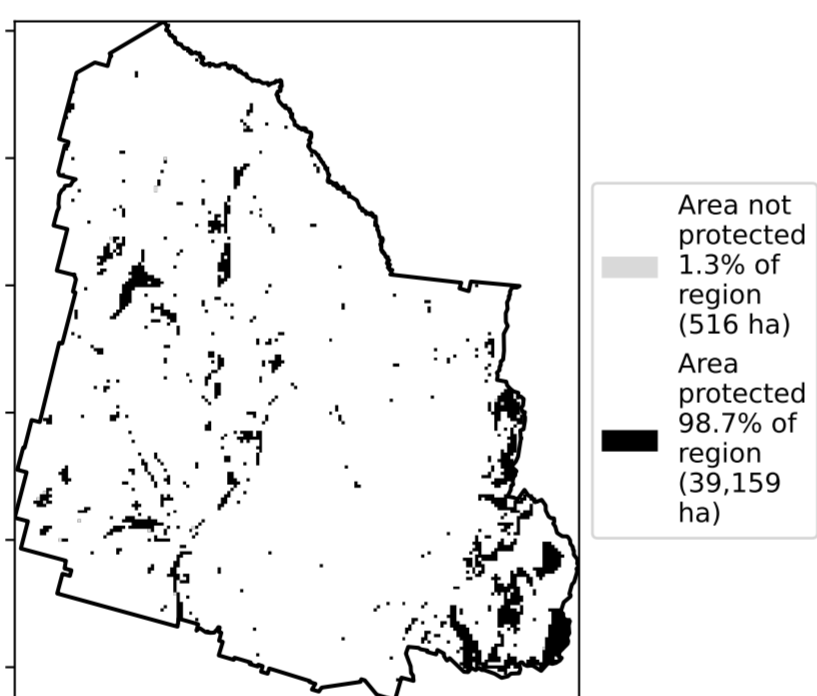 Area not
protected
1.3% of
region
(516 ha)
Area
protected
98.7% of
region
(39,159
ha)